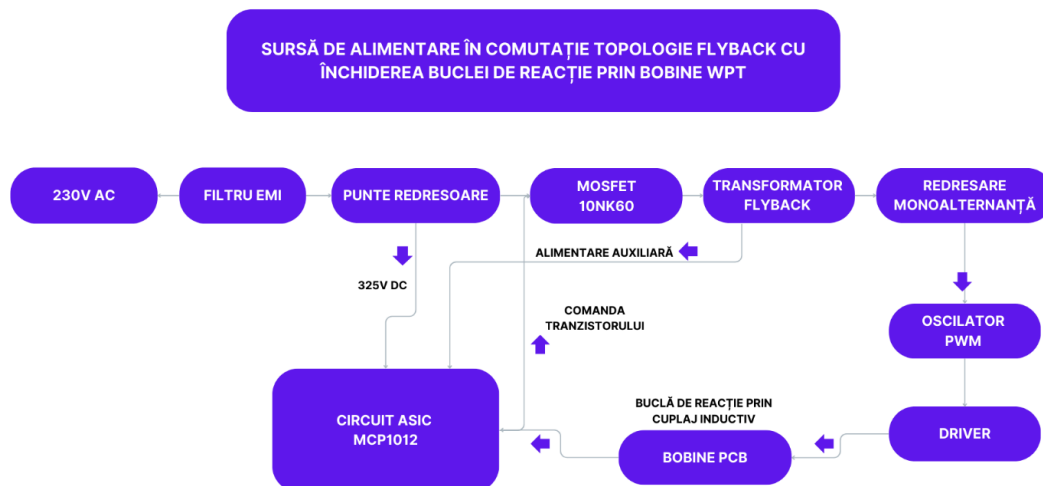 SURSĂ DE ALIMENTARE ÎN COMUTAȚIE TOPOLOGIE FLYBACK CU
ÎNCHIDEREA BUCLEI DE REACȚIE PRIN BOBINE WPT
230V AC
FILTRU EMI
PUNTE REDRESOARE
MOSFET
10NK60
TRANSFORMATOR
FLYBACK
REDRESARE
MONOALTERNANȚĂ
ALIMENTARE AUXILIARĂ
325V DC
COMANDA
TRANZISTORULUI
OSCILATOR
PWM
CIRCUIT ASIC
MCP1012
BUCLĂ DE REACȚIE PRIN
CUPLAJ INDUCTIV
BOBINE PCB
DRIVER